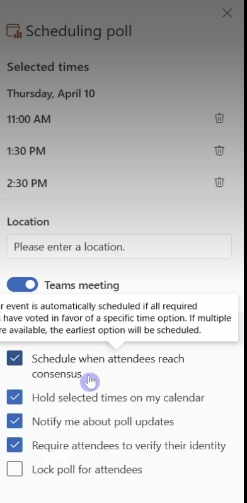 Scheduling poll
Selected times
Thursday, April 10
11:00 AM
1:30 PM
2:30 PM
Location
Please enter a location.
Teams meeting
r event is automatically scheduled if all required
have voted in favor of a specific time option. If multiple
re available, the earliest option will be scheduled.
Schedule when attendees reach
consensus
Hold selected times on my calendar
Notify me about poll updates
Require attendees to verify their identity
Lock poll for attendees